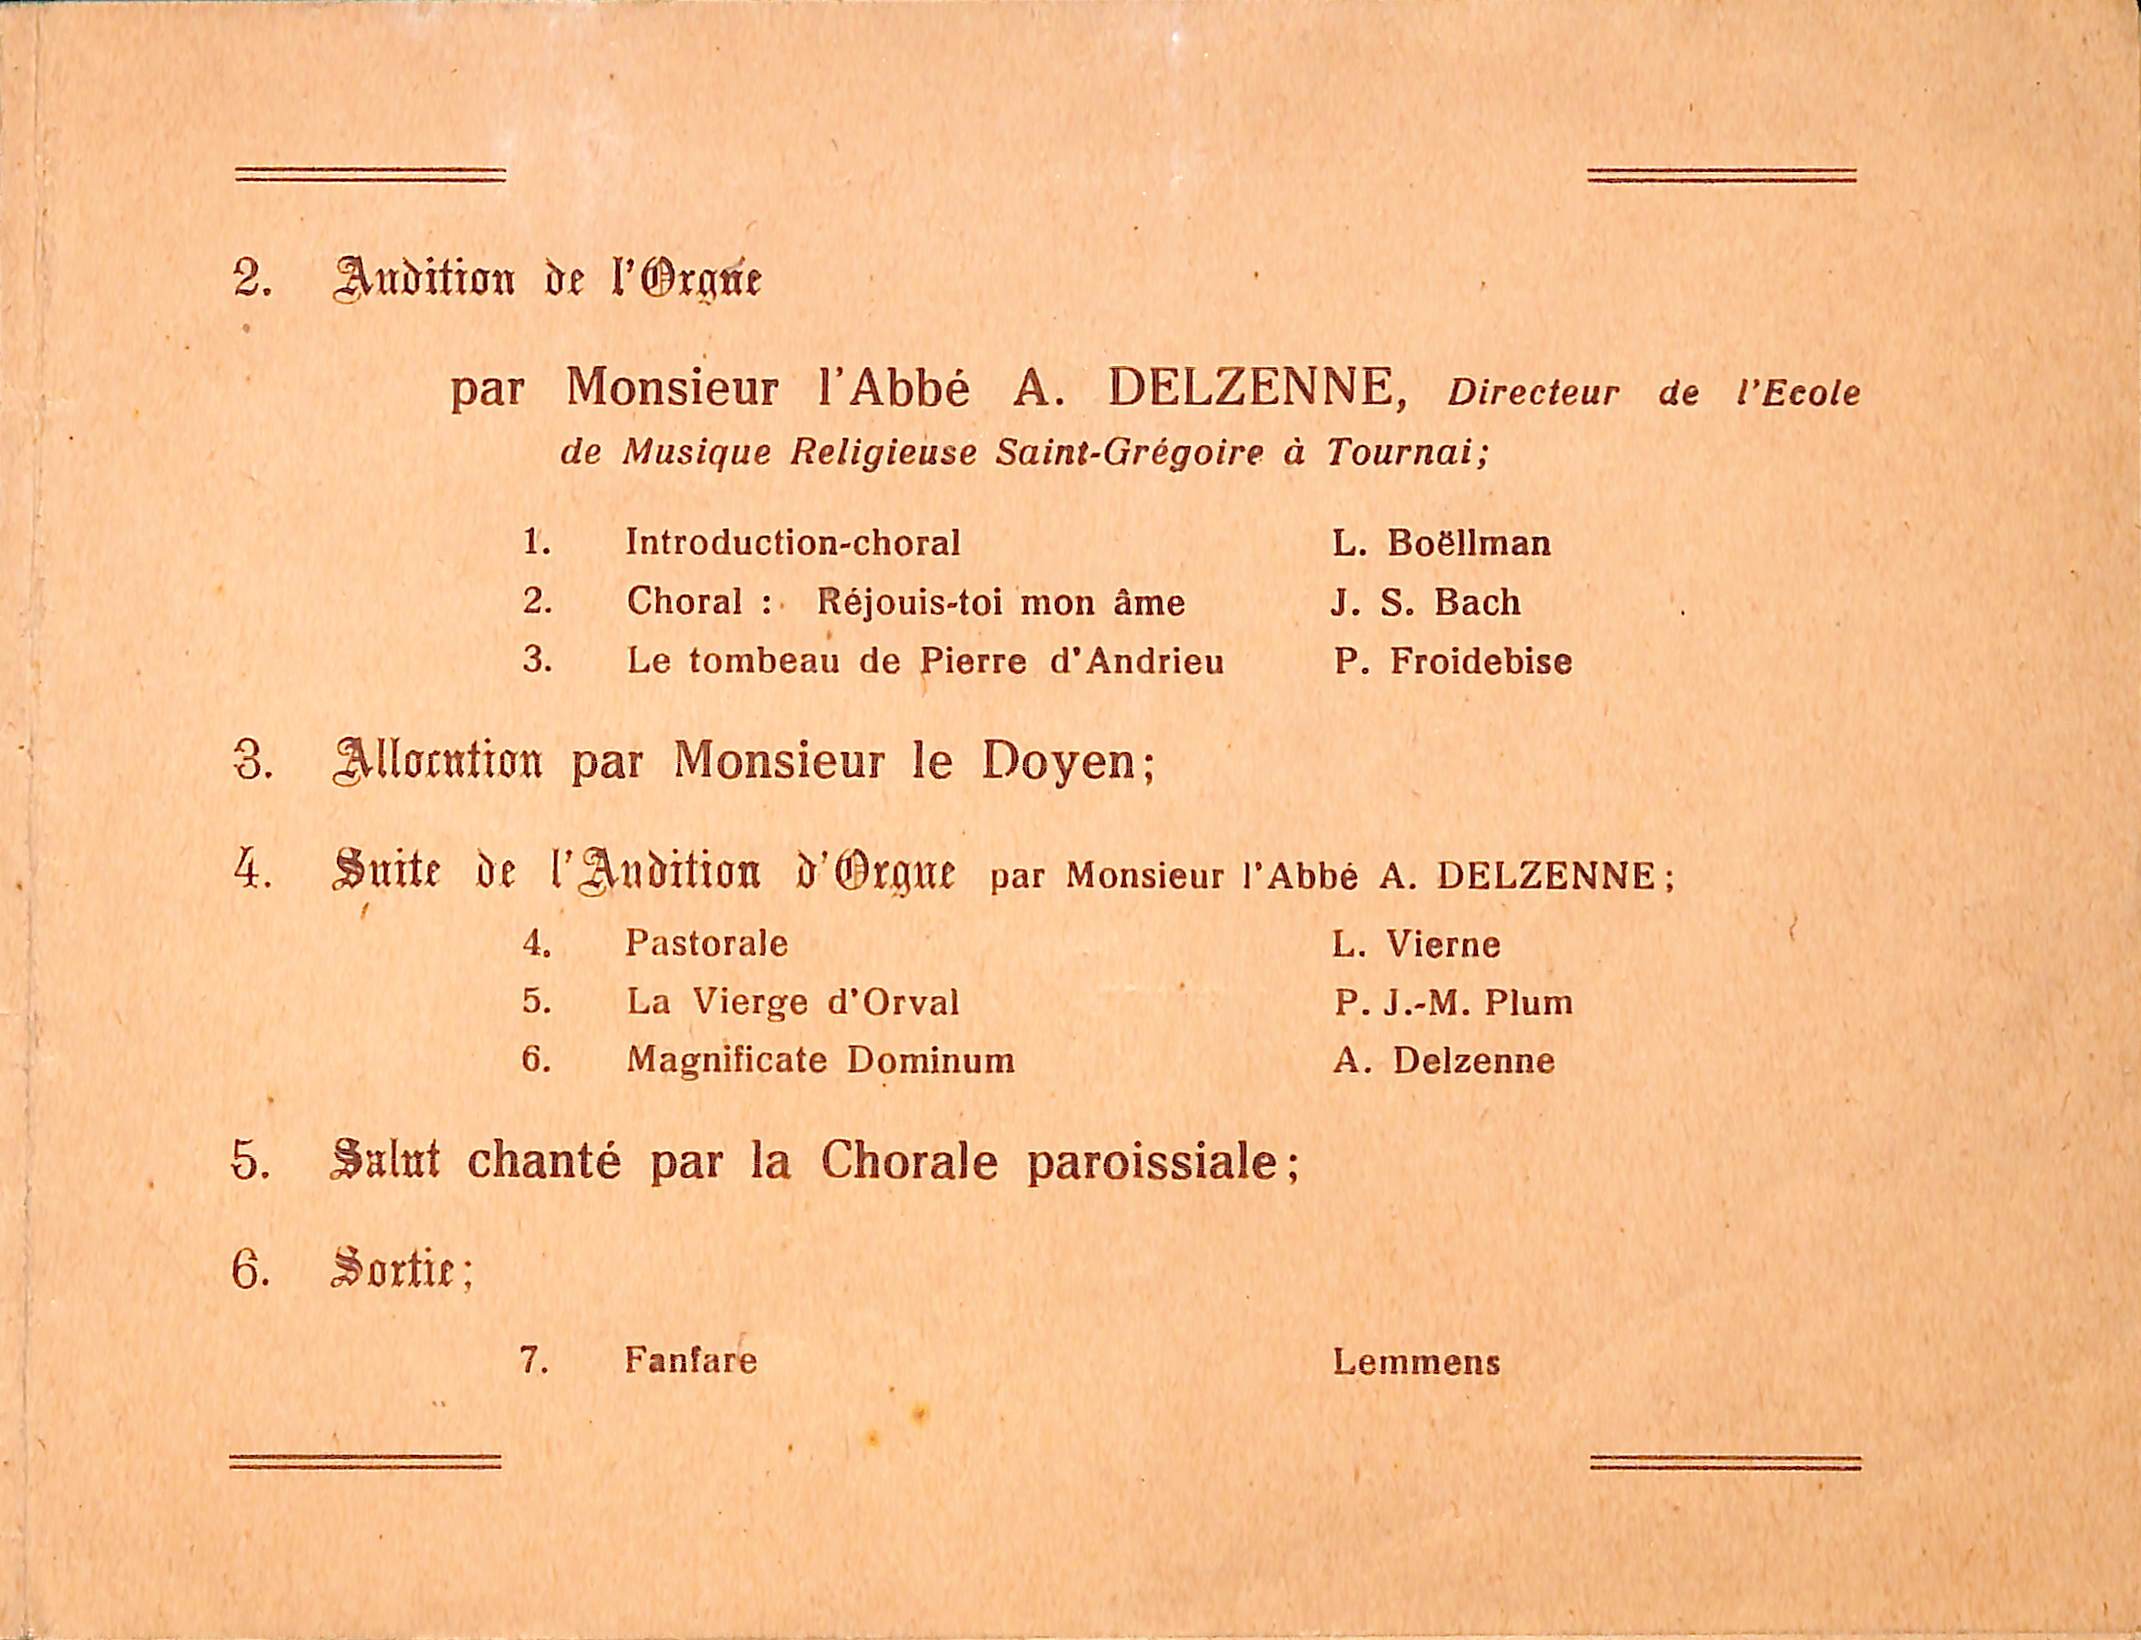 2. Audition de l'Orgue
par Monsieur l'Abbé A. DELZENNE, Directeur de l'Ecole
de Musique Religieuse Saint-Grégoire à Tournai;
1. Introduction-choral L. Boëllman
2. Choral : Réjouis-toi mon âme J. S. Bach
3. Le tombeau de Pierre d'Andrieu P. Froidebise
3. Allocution par Monsieur le Doyen;
4. Suite de l'Audition d'Orgue par Monsieur l'Abbé A. DELZENNE;
4. Pastorale L. Vierne
5. La Vierge d'Orval P. J.-M. Plum
6. Magnificate Dominum A. Delzenne
5. Salut chanté par la Chorale paroissiale;
6. Sortie;
7. Fanfare Lemmens